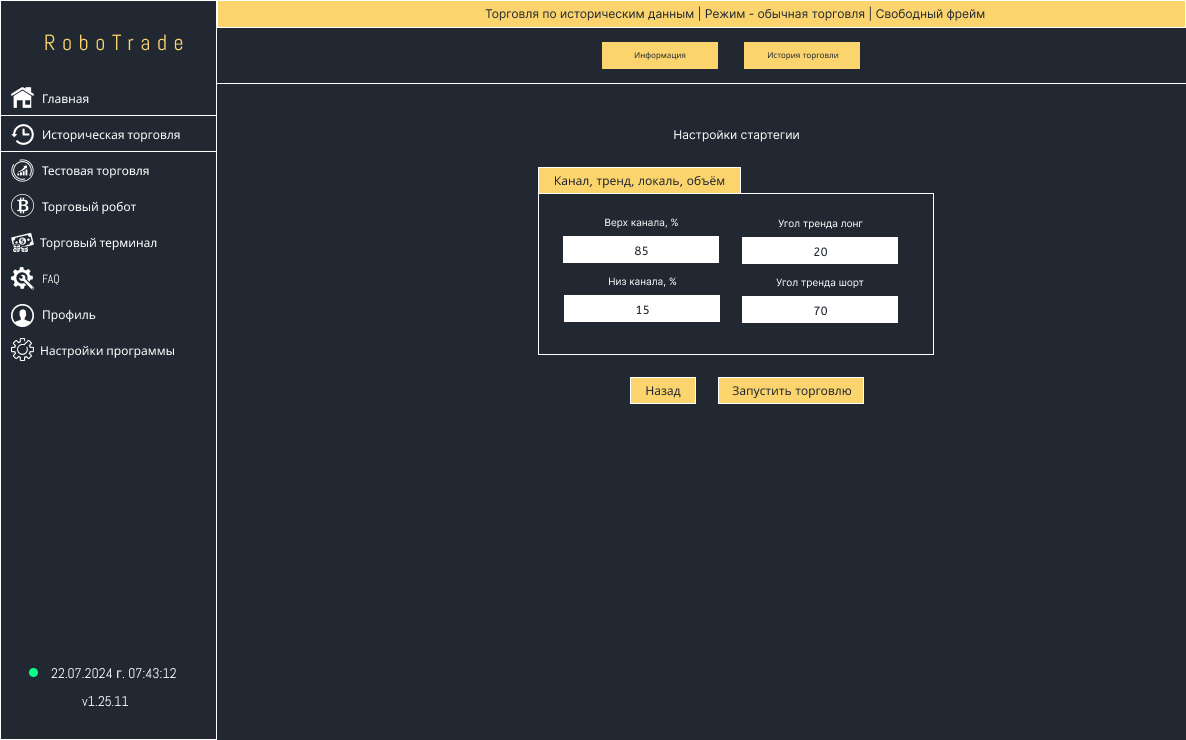 RoboTrade
Главная
Историческая торговля
Тестовая торговля
Торговый робот
Торговый терминал
FAQ
Профиль
Настройки программы
22.07.2024 г. 07:43:12
v1.25.11
Торговля по историческим данным | Режим - обычная торговля | Свободный фрейм
Информация
История торговли
Настройки стартегии
Канал, тренд, локаль, объём
Верх канала, %
Угол тренда лонг
85
20
Низ канала, %
Угол тренда шорт
15
70
Назад
Запустить торговлю